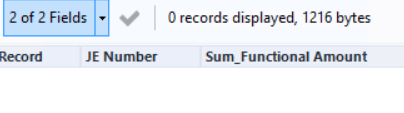 2 of 2 Fields 0 records displayed, 1216 bytes
Record JE Number Sum_Functional Amount